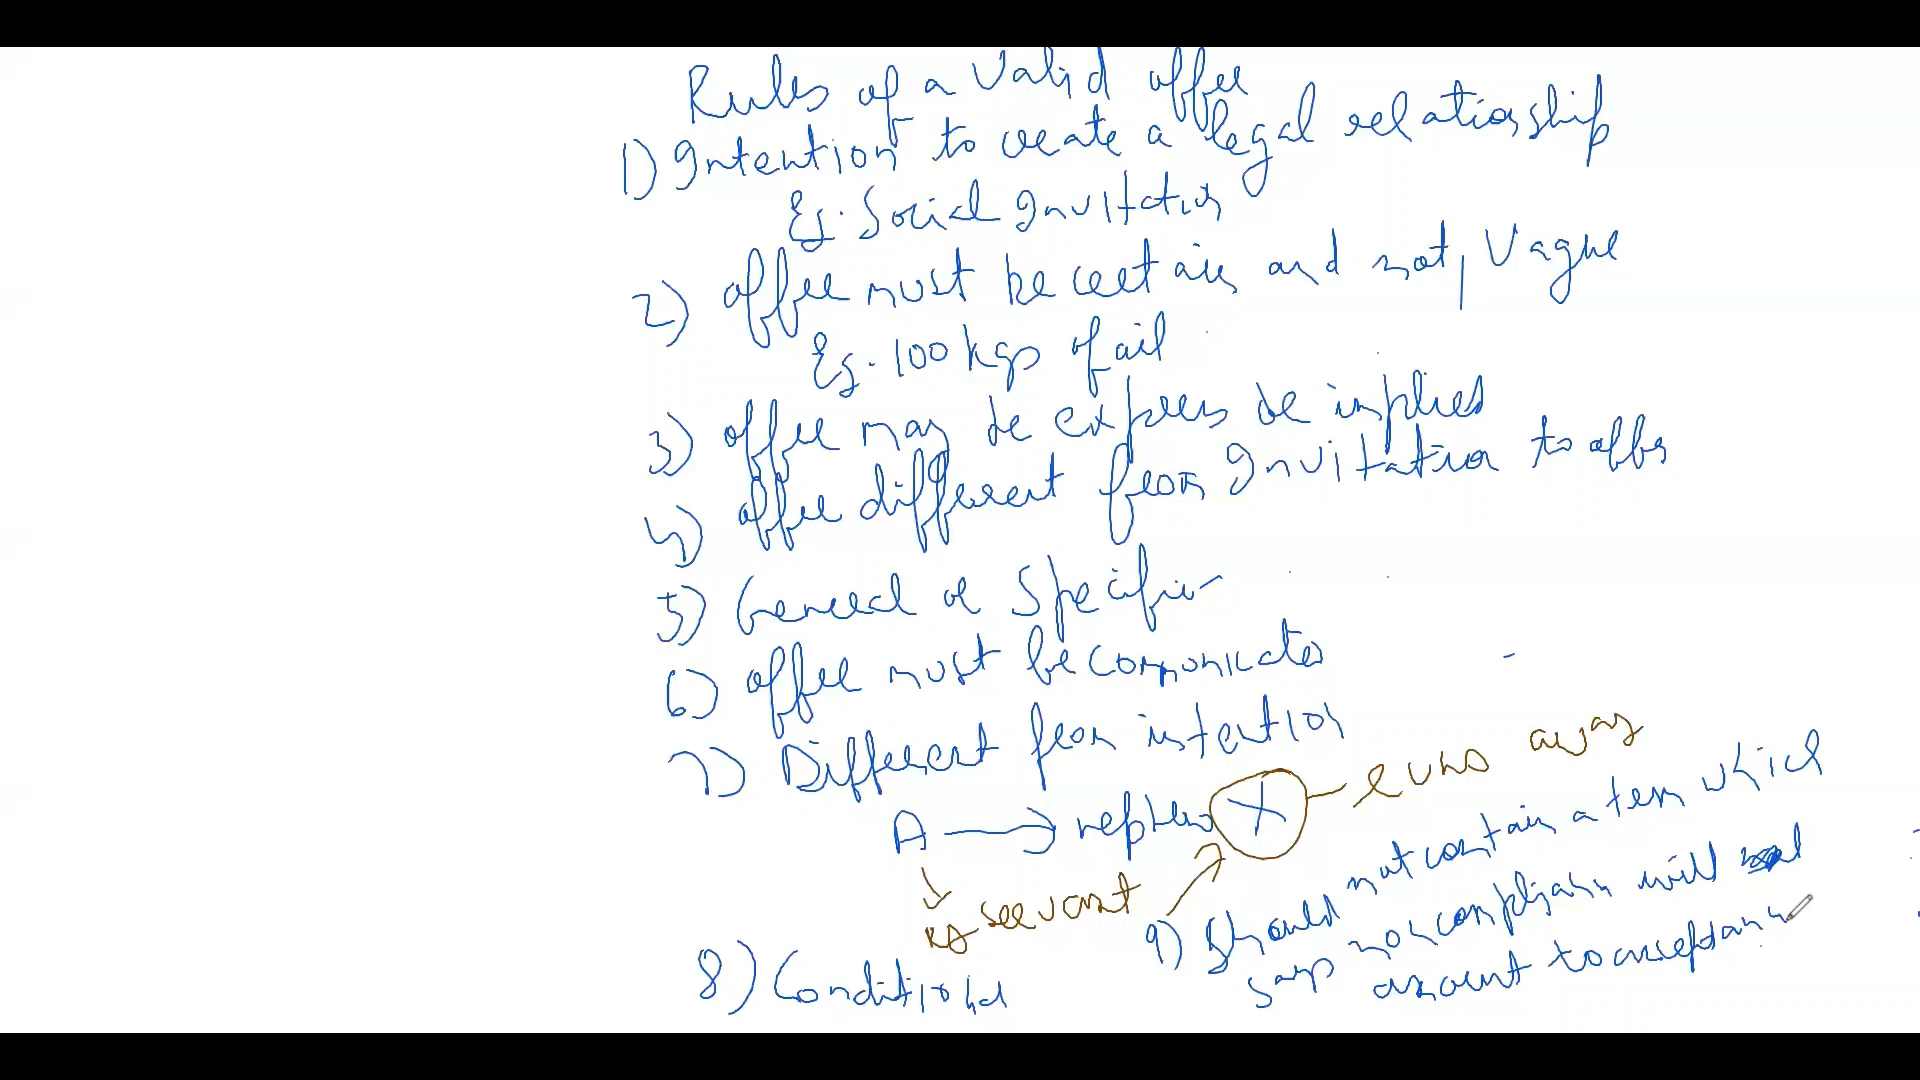 Rules of a Valid offer
1) Intention to create a legal relationship
Eg. Social Invitation
2) offer must be certain and not, Vague
Eg. 100 kgs of oil
3) offer may be express or implied
4) offer different from Invitation to offer
5) General or Specific
6) offer must be communicated
7) Different from intention
A → nephew X — runs away
servant
8) Conditional
9) Should not contain a term which
says non compliance will
amount to acceptance